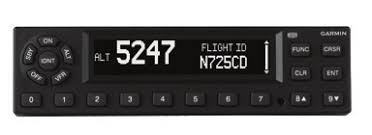 GARMIN
ON
SBY
ALT
IDNT
OFF
VFR
ALT 5247
FLIGHT ID
N725CD
FUNC
CRSR
CLR
ENT
0 1 2 3 4 5 6 7 8▲ 9▼